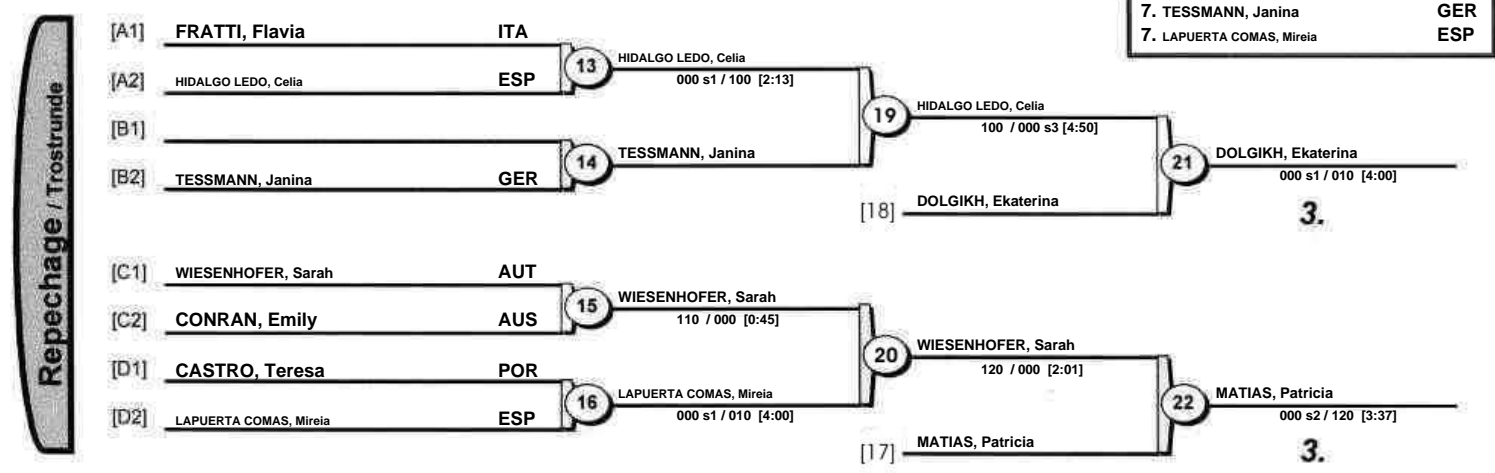 7. TESSMANN, Janina GER
7. LAPUERTA COMAS, Mireia ESP
Repechage / Trostrunde
[A1] FRATTI, Flavia ITA
[A2] HIDALGO LEDO, Celia ESP
13 HIDALGO LEDO, Celia
000 s1 / 100 [2:13]
[B1]
[B2] TESSMANN, Janina GER
14 TESSMANN, Janina
19 HIDALGO LEDO, Celia
100 / 000 s3 [4:50]
[18] DOLGIKH, Ekaterina
21 DOLGIKH, Ekaterina
000 s1 / 010 [4:00]
3.
[C1] WIESENHOFER, Sarah AUT
[C2] CONRAN, Emily AUS
15 WIESENHOFER, Sarah
110 / 000 [0:45]
[D1] CASTRO, Teresa POR
[D2] LAPUERTA COMAS, Mireia ESP
16 LAPUERTA COMAS, Mireia
000 s1 / 010 [4:00]
20 WIESENHOFER, Sarah
120 / 000 [2:01]
[17] MATIAS, Patricia
22 MATIAS, Patricia
000 s2 / 120 [3:37]
3.